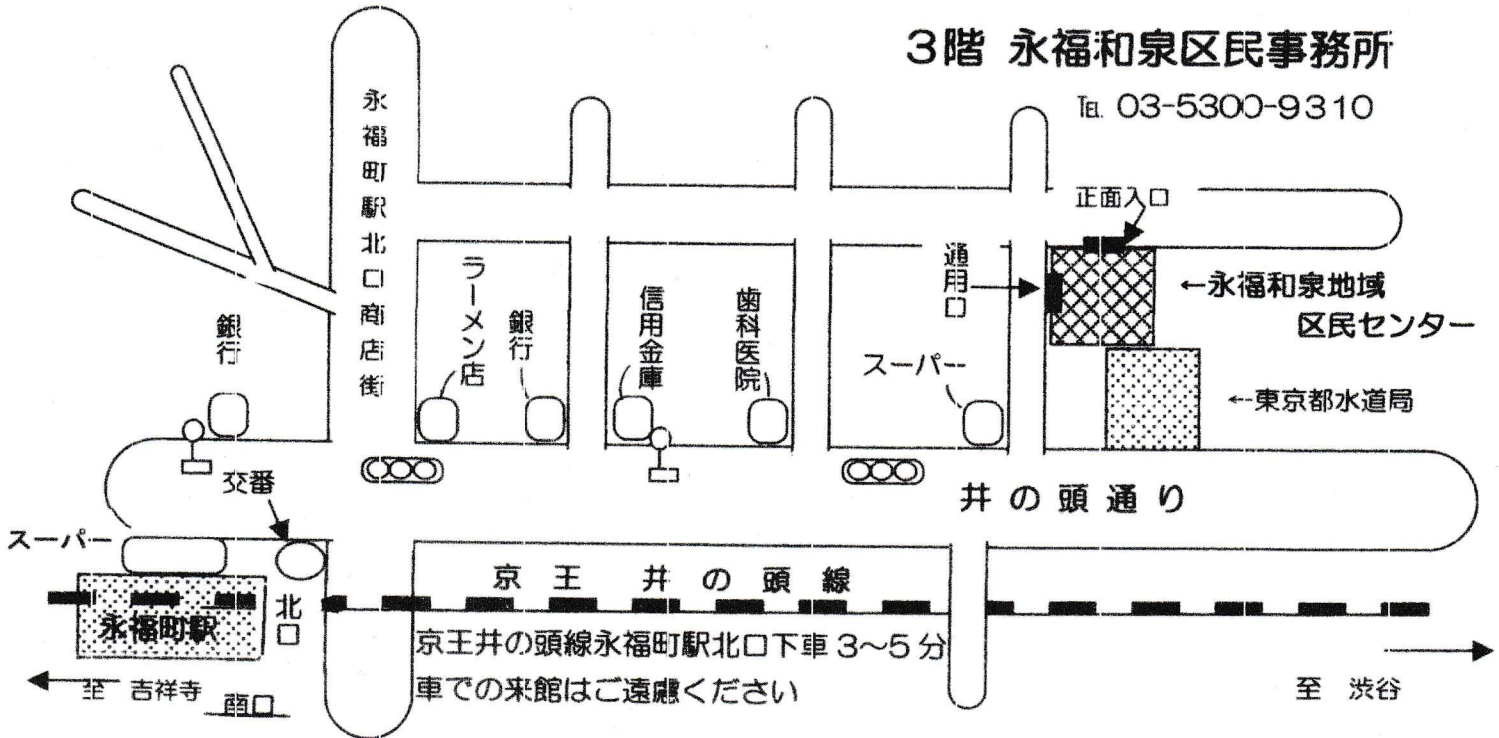 3階 永福和泉区民事務所
TEL 03-5300-9310
永福町駅北口商店街
正面入口
通用口
←永福和泉地域
区民センター
ラーメン店
銀行
信用金庫
歯科医院
銀行
スーパー
←東京都水道局
交番
井の頭通り
スーパー
京王 井の頭線
北口
永福町駅
京王井の頭線永福町駅北口下車3～5分
車での来館はご遠慮ください
至 吉祥寺
南口
至 渋谷